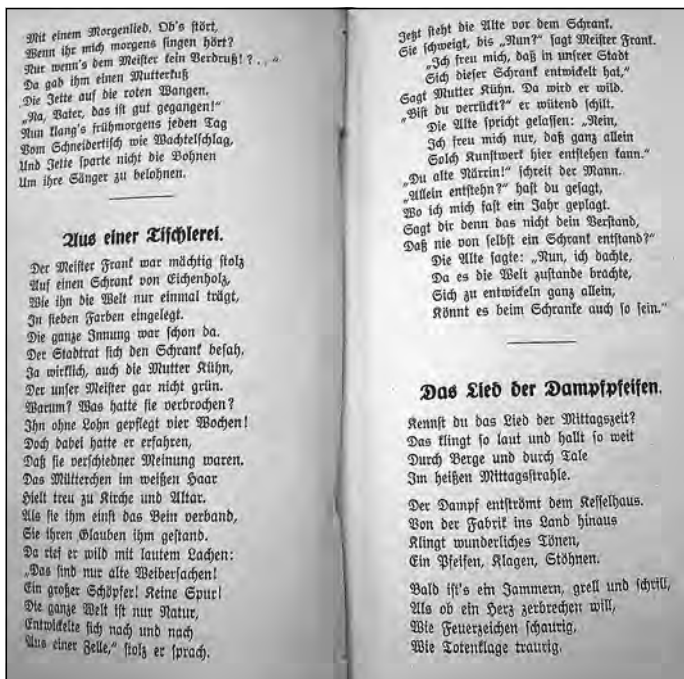 Mit einem Morgenlied. Ob's stört,
Wenn ihr mich morgens singen hört?
Nur wenn's dem Meister kein Verdruß!? . . „
Da gab ihm einen Mutterkuß
Die Jette auf die roten Wangen.
„Na, Vater, das ist gut gegangen!“
Nun klang's frühmorgens jeden Tag
Vom Schneidertisch wie Wachtelschlag,
Und Jette sparte nicht die Bohnen
Um ihre Sänger zu belohnen.
Aus einer Tischlerei.
Der Meister Frank war mächtig stolz
Auf einen Schrank von Eichenholz,
Wie ihn die Welt nur einmal trägt,
In sieben Farben eingelegt.
Die ganze Innung war schon da.
Der Stadtrat sich den Schrank besah,
Ja wirklich, auch die Mutter Kühn,
Der unser Meister gar nicht grün.
Warum? Was hatte sie verbrochen?
Ihn ohne Lohn gepflegt vier Wochen!
Doch dabei hatte er erfahren,
Daß sie verschiedner Meinung waren.
Das Mütterchen im weißen Haar
Hielt treu zu Kirche und Altar.
Als sie ihm einst das Bein verband,
Sie ihren Glauben ihm gestand.
Da rief er wild mit lautem Lachen:
„Das sind nur alte Weibersachen!
Ein großer Schöpfer! Keine Spur!
Die ganze Welt ist nur Natur,
Entwickelte sich nach und nach
Aus einer Zelle,“ stolz er sprach.
Jetzt steht die Alte vor dem Schrank.
Sie schweigt, bis „Nun?“ sagt Meister Frank.
„Ich freu mich, daß in unsrer Stadt
Sich dieser Schrank entwickelt hat,“
Sagt Mutter Kühn. Da wird er wild.
„Bist du verrückt?“ er wütend schilt.
Die Alte spricht gelassen: „Nein,
Ich freu mich nur, daß ganz allein
Solch Kunstwerk hier entstehen kann.“
„Du alte Närrin!“ schreit der Mann.
„Allein entstehn?“ hast du gesagt,
Wo ich mich fast ein Jahr geplagt.
Sagt dir denn das nicht dein Verstand,
Daß nie von selbst ein Schrank entstand?“
Die Alte sagte: „Nun, ich dachte,
Da es die Welt zustande brachte,
Sich zu entwickeln ganz allein,
Könnt es beim Schranke auch so sein.“
Das Lied der Dampfpfeifen.
Kennst du das Lied der Mittagszeit?
Das klingt so laut und hallt so weit
Durch Berge und durch Tale
Im heißen Mittagsstrahle.
Der Dampf entströmt dem Kesselhaus.
Von der Fabrik ins Land hinaus
Klingt wunderliches Tönen,
Ein Pfeifen, Klagen, Stöhnen.
Bald ist's ein Jammern, grell und schrill,
Als ob ein Herz zerbrechen will,
Wie Feuerzeichen schaurig,
Wie Totenklage traurig.